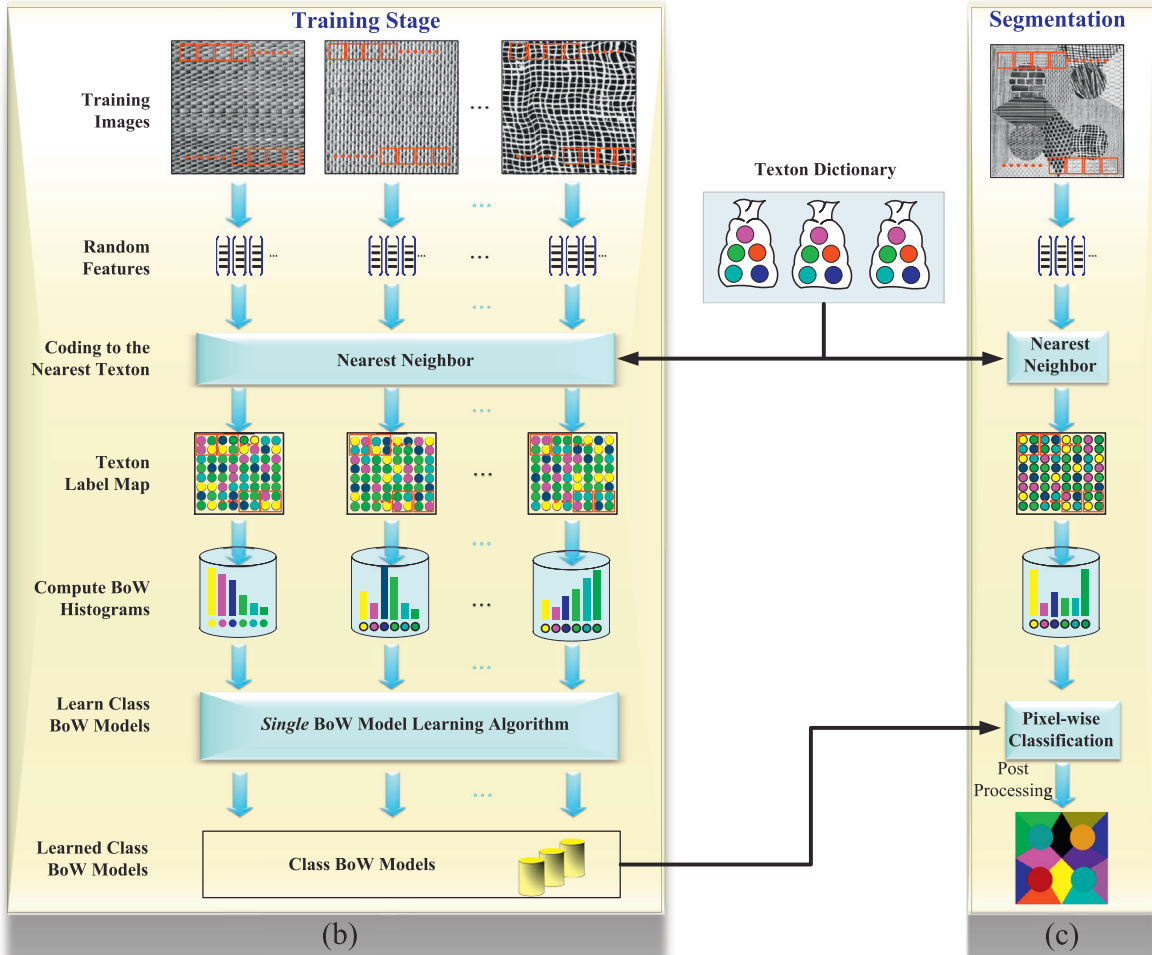 Training Stage
Segmentation
Training
Images
...
Texton Dictionary
...
Random
Features
...
...
...
...
...
...
...
Coding to the
Nearest Texton
Nearest Neighbor
Nearest
Neighbor
...
Texton
Label Map
...
...
Compute BoW
Histograms
...
...
Learn Class
BoW Models
Single BoW Model Learning Algorithm
Pixel-wise
Classification
Post
Processing
...
Learned Class
BoW Models
Class BoW Models
(b)
(c)